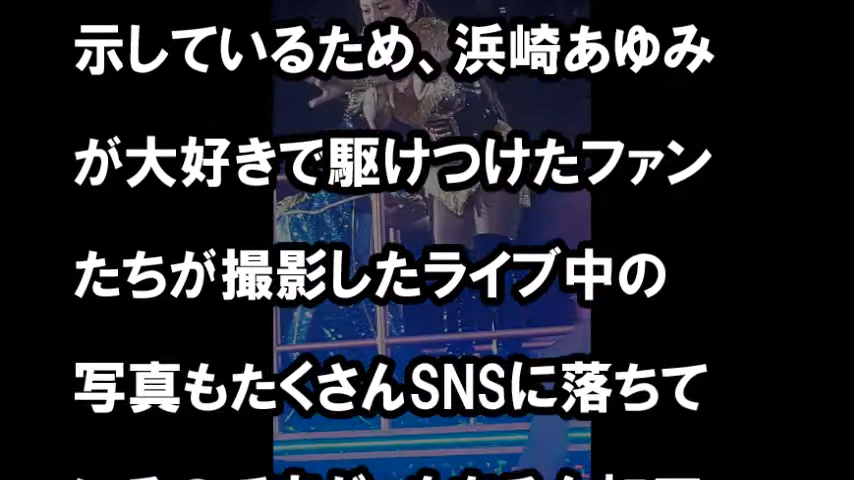 示しているため、浜崎あゆみ
が大好きで駆けつけたファン
たちが撮影したライブ中の
写真もたくさんSNSに落ちて